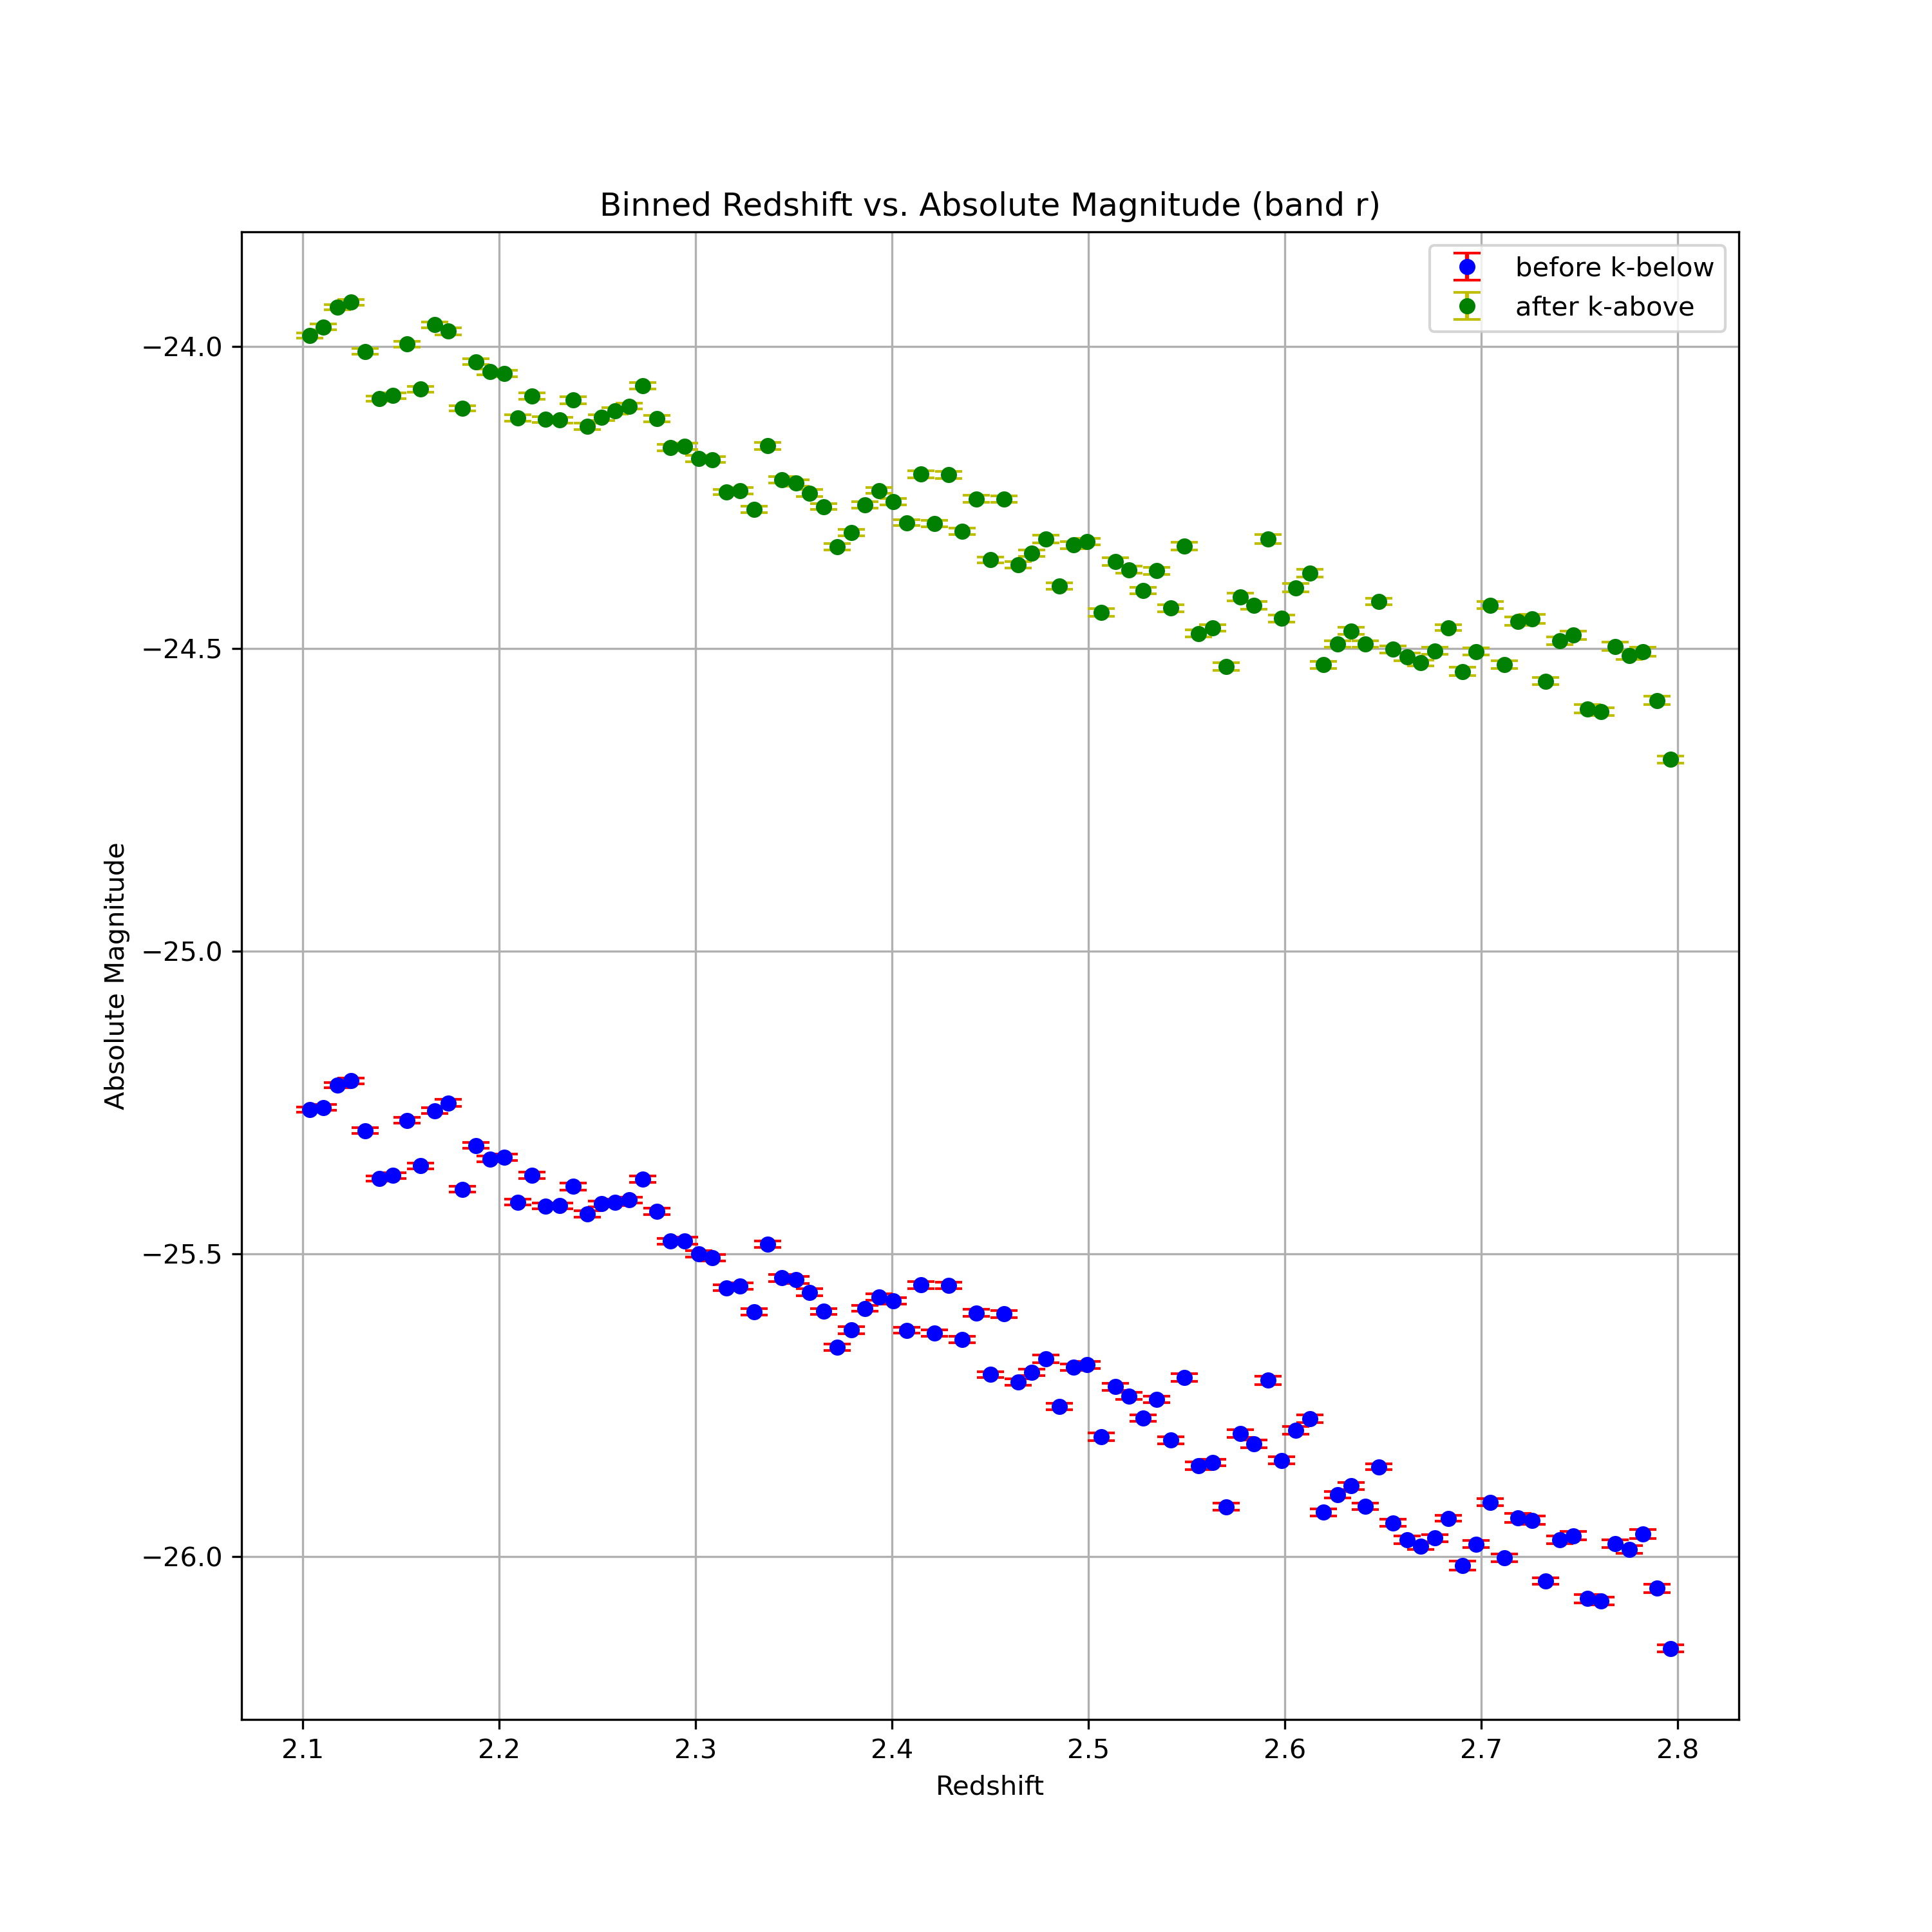 Binned Redshift vs. Absolute Magnitude (band r)
before k-below
after k-above
−24.0
−24.5
−25.0
−25.5
−26.0
Absolute Magnitude
2.1 2.2 2.3 2.4 2.5 2.6 2.7 2.8
Redshift